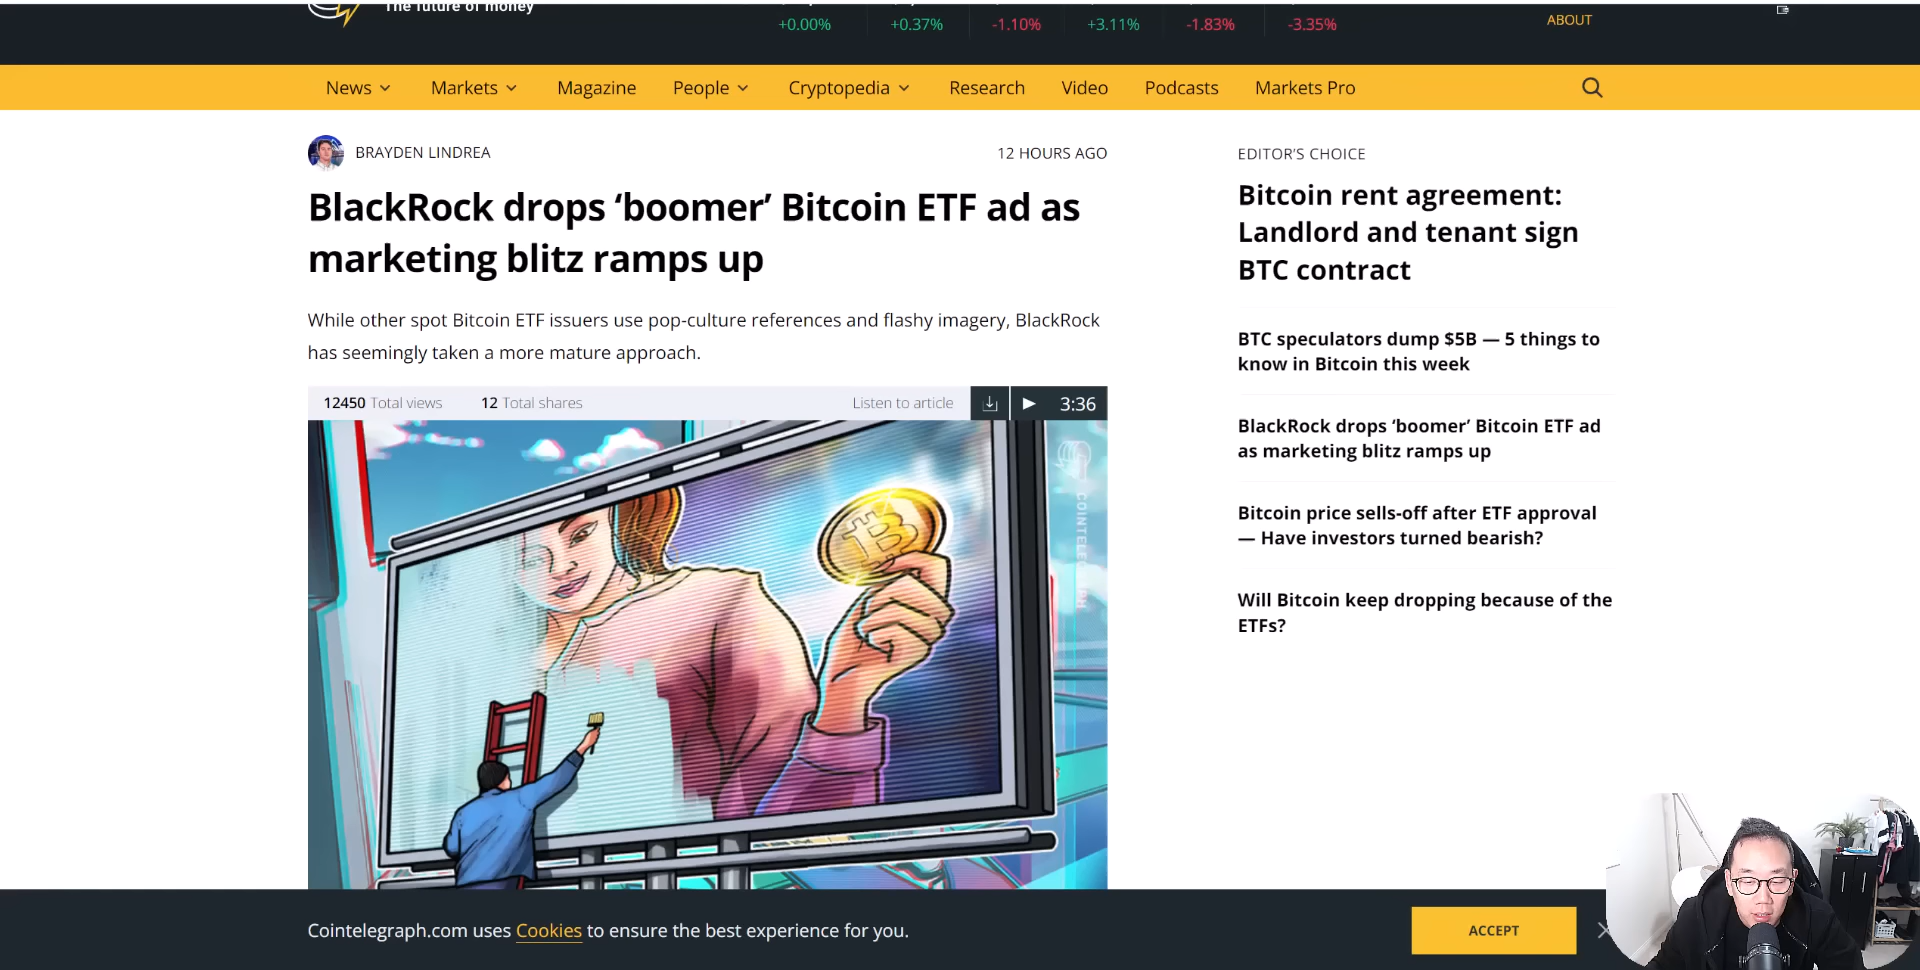 The future of money
+0.00% +0.37% -1.10% +3.11% -1.83% -3.35%
ABOUT
News Markets Magazine People Cryptopedia Research Video Podcasts Markets Pro
BRAYDEN LINDREA
12 HOURS AGO
BlackRock drops ‘boomer’ Bitcoin ETF ad as
marketing blitz ramps up
While other spot Bitcoin ETF issuers use pop-culture references and flashy imagery, BlackRock
has seemingly taken a more mature approach.
12450 Total views 12 Total shares Listen to article 3:36
COINTELEGRAPH
EDITOR’S CHOICE
Bitcoin rent agreement:
Landlord and tenant sign
BTC contract
BTC speculators dump $5B — 5 things to
know in Bitcoin this week
BlackRock drops ‘boomer’ Bitcoin ETF ad
as marketing blitz ramps up
Bitcoin price sells-off after ETF approval
— Have investors turned bearish?
Will Bitcoin keep dropping because of the
ETFs?
Cointelegraph.com uses Cookies to ensure the best experience for you.
ACCEPT